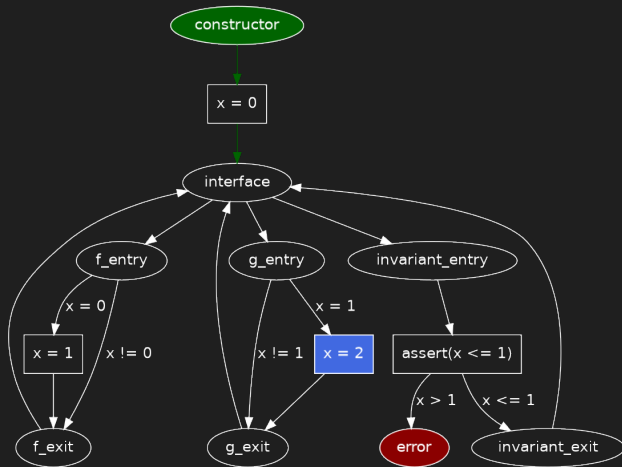 constructor
x = 0
interface
f_entry
g_entry
invariant_entry
x = 0
x = 1
x = 1
x != 0
x != 1
x = 2
assert(x <= 1)
x > 1
x <= 1
f_exit
g_exit
error
invariant_exit